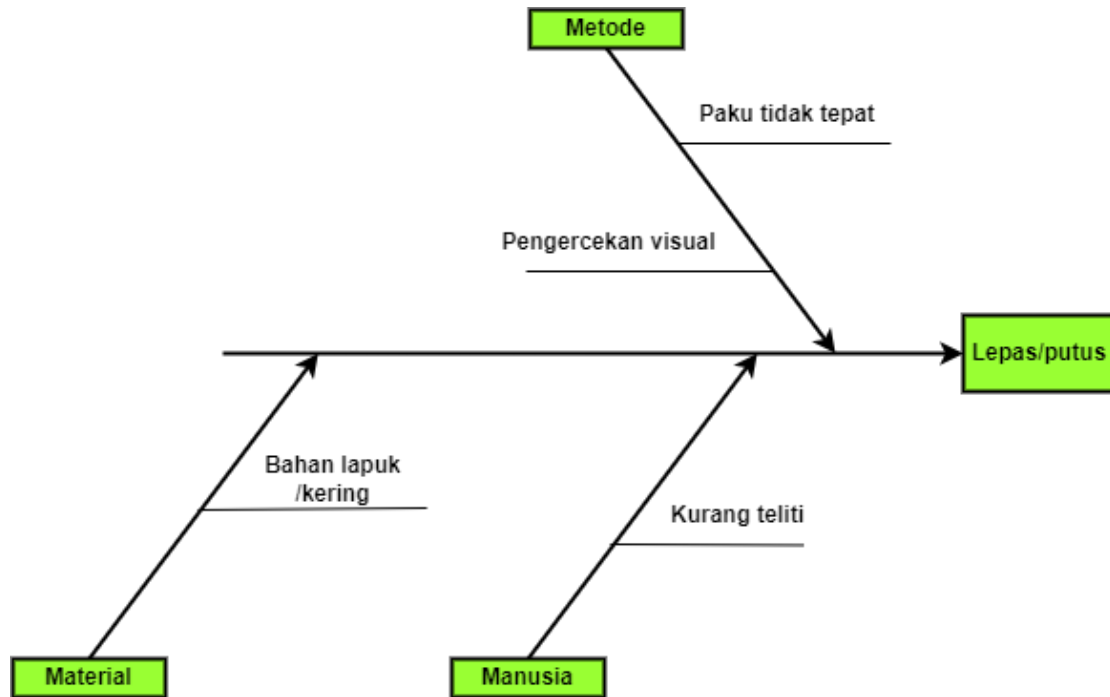 Metode
Paku tidak tepat
Pengercekan visual
Lepas/putus
Bahan lapuk
/kering
Kurang teliti
Material
Manusia